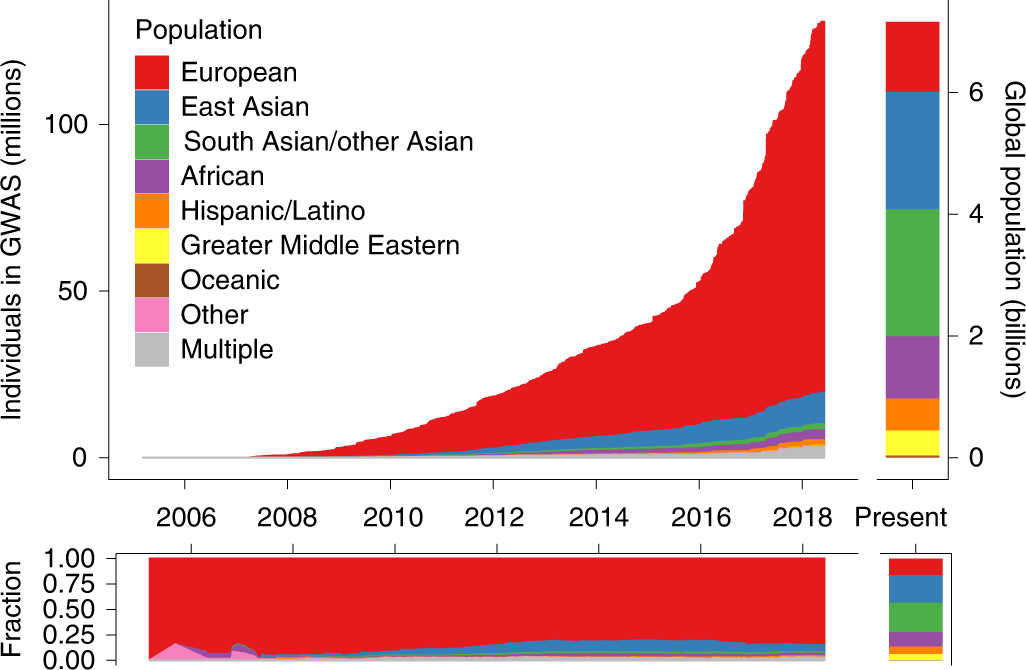 Population
European
East Asian
South Asian/other Asian
African
Hispanic/Latino
Greater Middle Eastern
Oceanic
Other
Multiple
Individuals in GWAS (millions)
100
50
0
Global population (billions)
6
4
2
0
2006 2008 2010 2012 2014 2016 2018 Present
Fraction
1.00
0.75
0.50
0.25
0.00